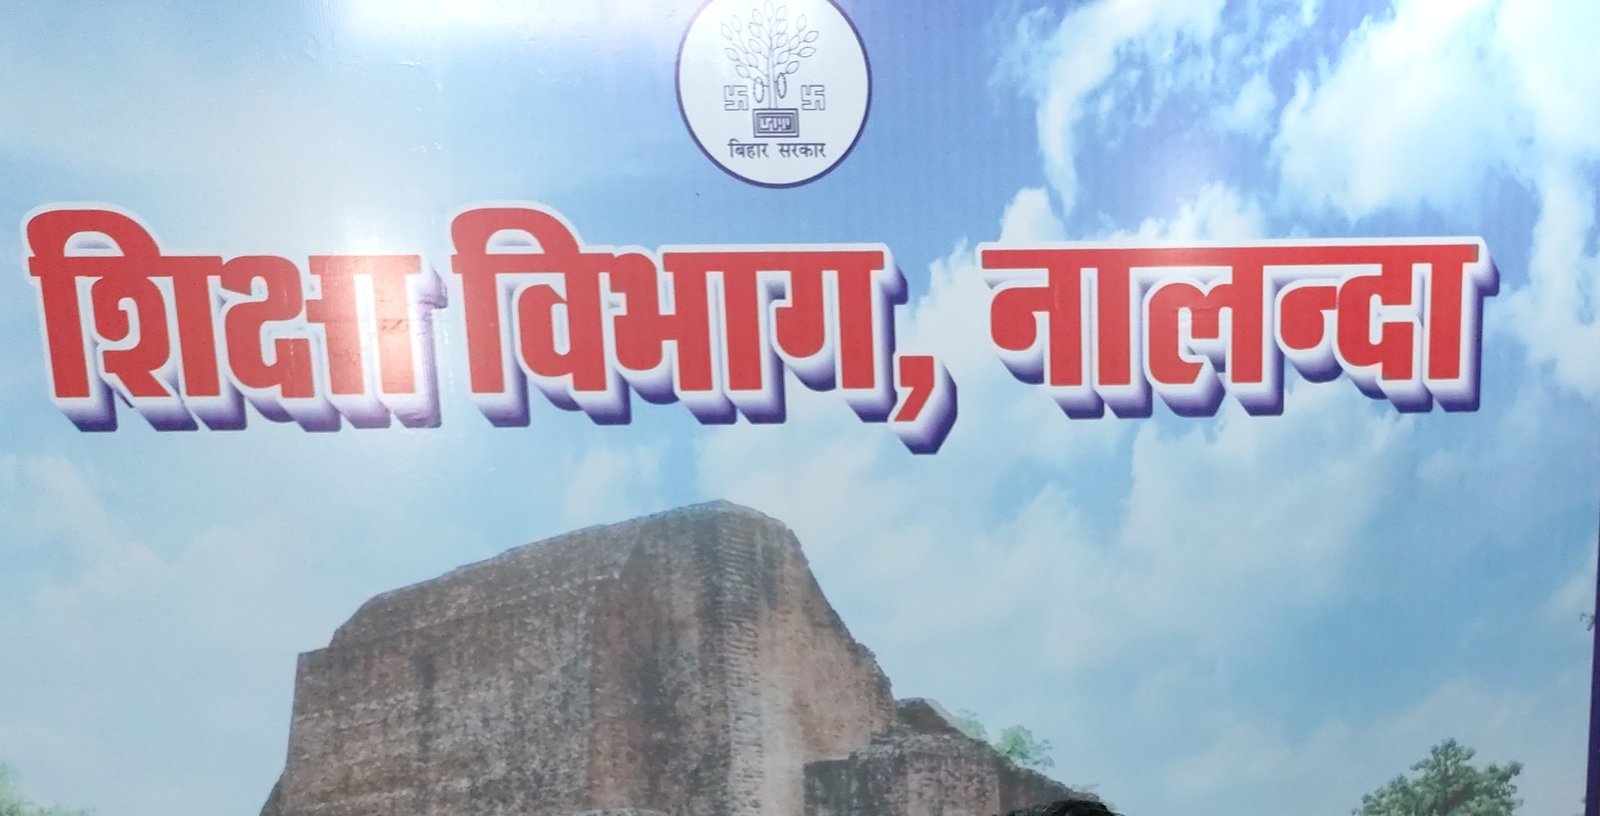 बिहार सरकार
शिक्षा विभाग, नालन्दा